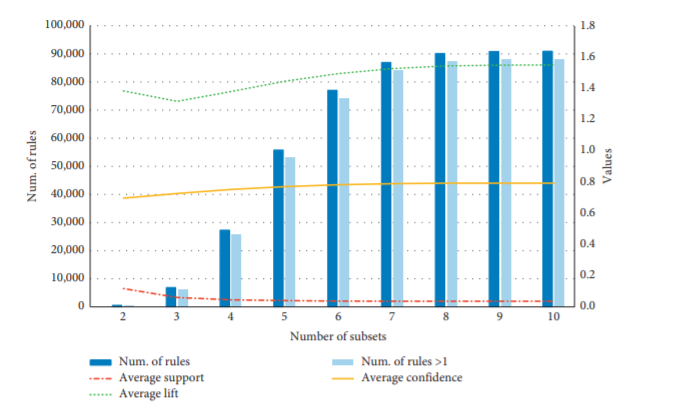 100,000
90,000
80,000
70,000
60,000
50,000
40,000
30,000
20,000
10,000
0
Num. of rules
1.8
1.6
1.4
1.2
1.0
0.8
0.6
0.4
0.2
0.0
Values
2 3 4 5 6 7 8 9 10
Number of subsets
Num. of rules
Average support
Average lift
Num. of rules >1
Average confidence